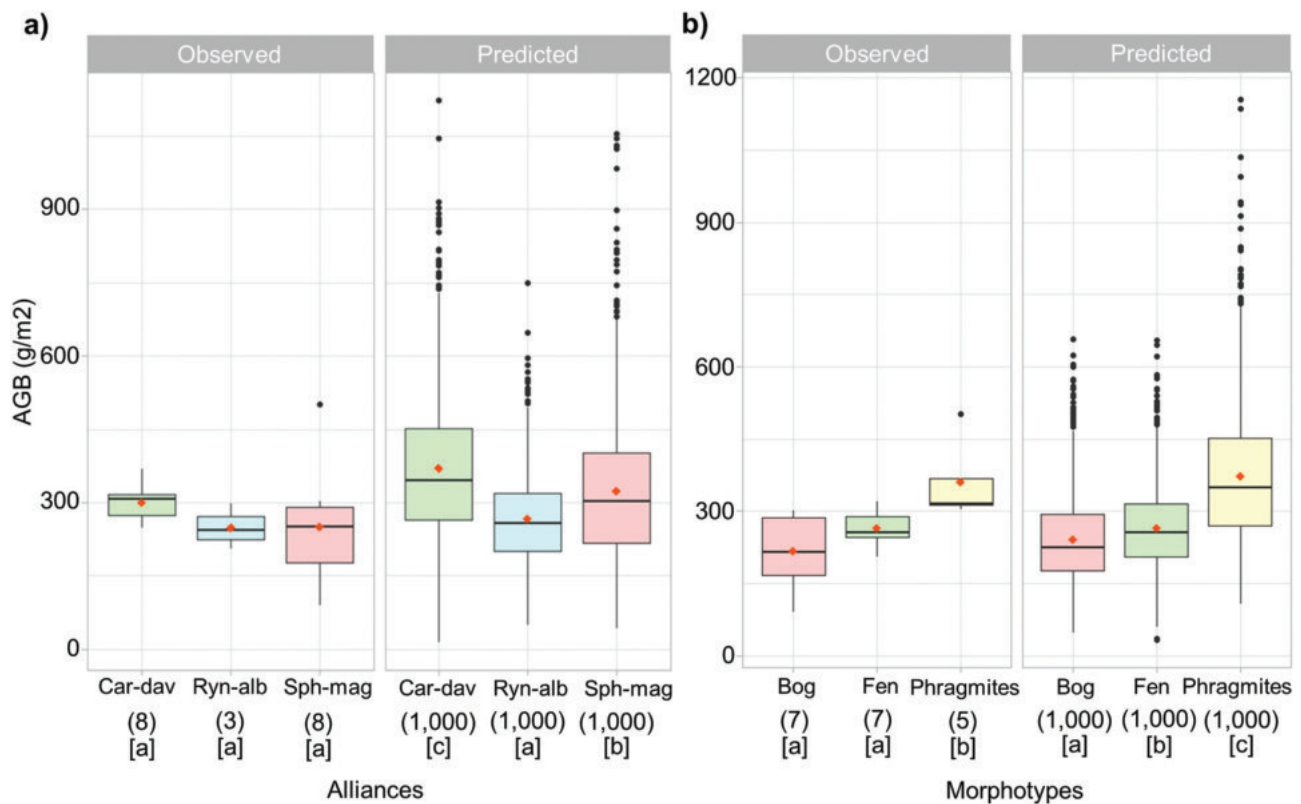 a)
Observed
Predicted
900
600
300
0
AGB (g/m2)
Car-dav Ryn-alb Sph-mag
(8) (3) (8)
[a] [a] [a]
Car-dav Ryn-alb Sph-mag
(1,000) (1,000) (1,000)
[c] [a] [b]
Alliances
b)
Observed
Predicted
1200
900
600
300
0
Bog Fen Phragmites
(7) (7) (5)
[a] [a] [b]
Bog Fen Phragmites
(1,000) (1,000) (1,000)
[a] [b] [c]
Morphotypes